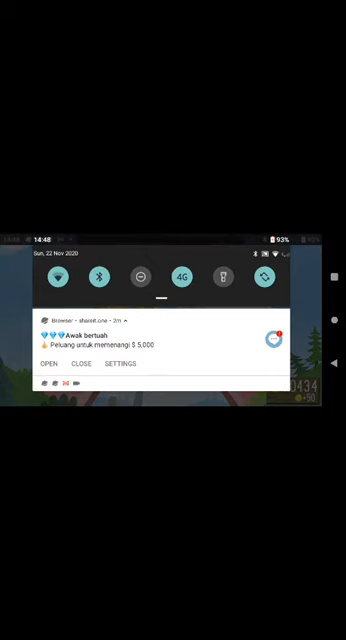 14:48
93%
Sun, 22 Nov 2020
4G
Browser • shareit.one • 2m
💎💎💎Awak bertuah
👍 Peluang untuk memenangi $ 5,000
OPEN CLOSE SETTINGS
0434
+50